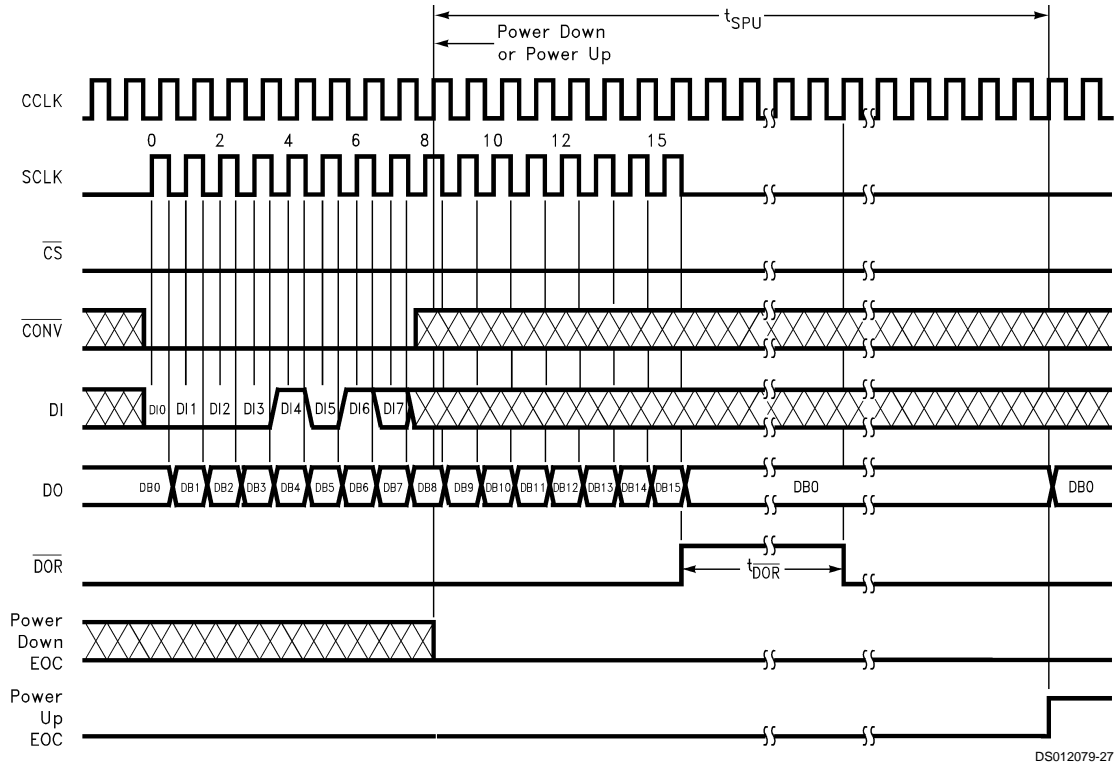 tSPU
Power Down
or Power Up
CCLK
0 2 4 6 8 10 12 15
SCLK
CS
CONV
DI DI0 DI1 DI2 DI3 DI4 DI5 DI6 DI7
DO DB0 DB1 DB2 DB3 DB4 DB5 DB6 DB7 DB8 DB9 DB10 DB11 DB12 DB13 DB14 DB15 DB0 DB0
DOR tDOR
Power
Down
EOC
Power
Up
EOC
DS012079-27